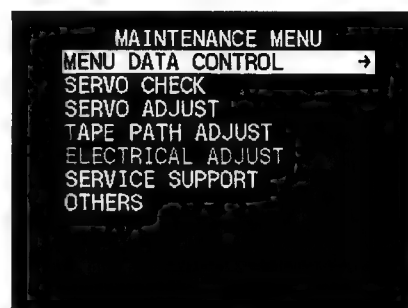 MAINTENANCE MENU
MENU DATA CONTROL →
SERVO CHECK
SERVO ADJUST
TAPE PATH ADJUST
ELECTRICAL ADJUST
SERVICE SUPPORT
OTHERS